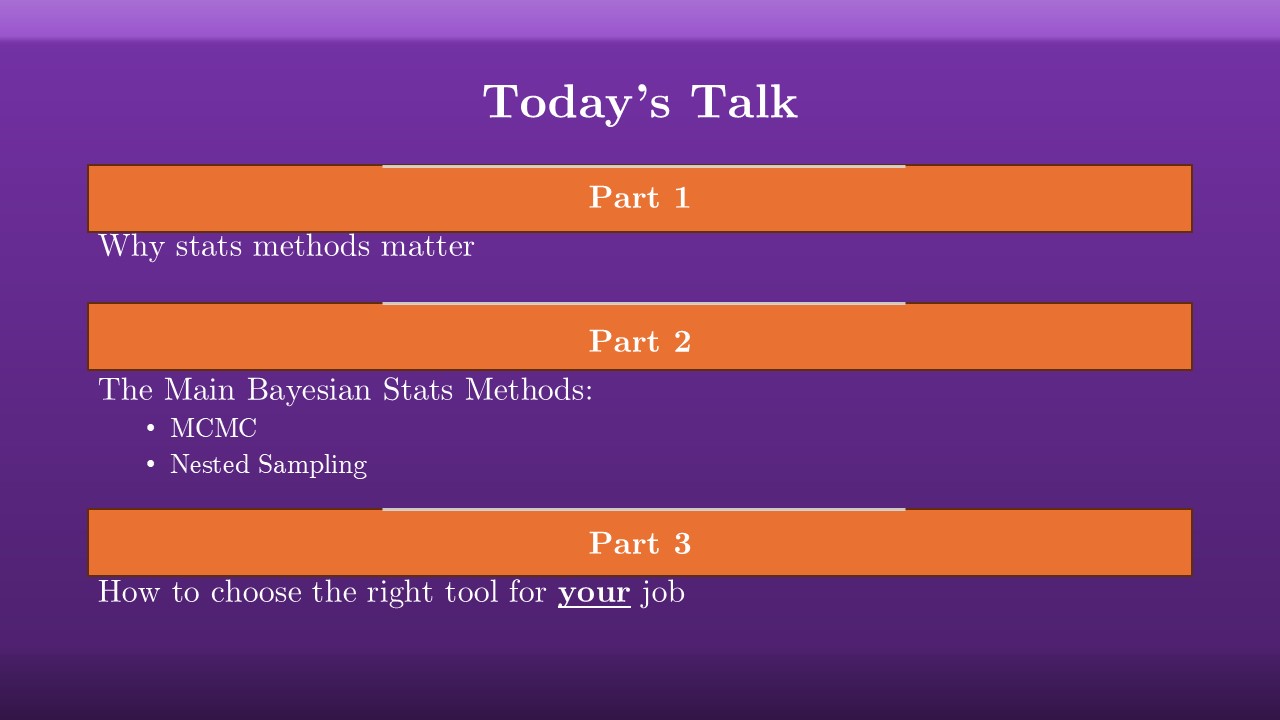 Today's Talk
Part 1
Why stats methods matter
Part 2
The Main Bayesian Stats Methods:
• MCMC
• Nested Sampling
Part 3
How to choose the right tool for your job